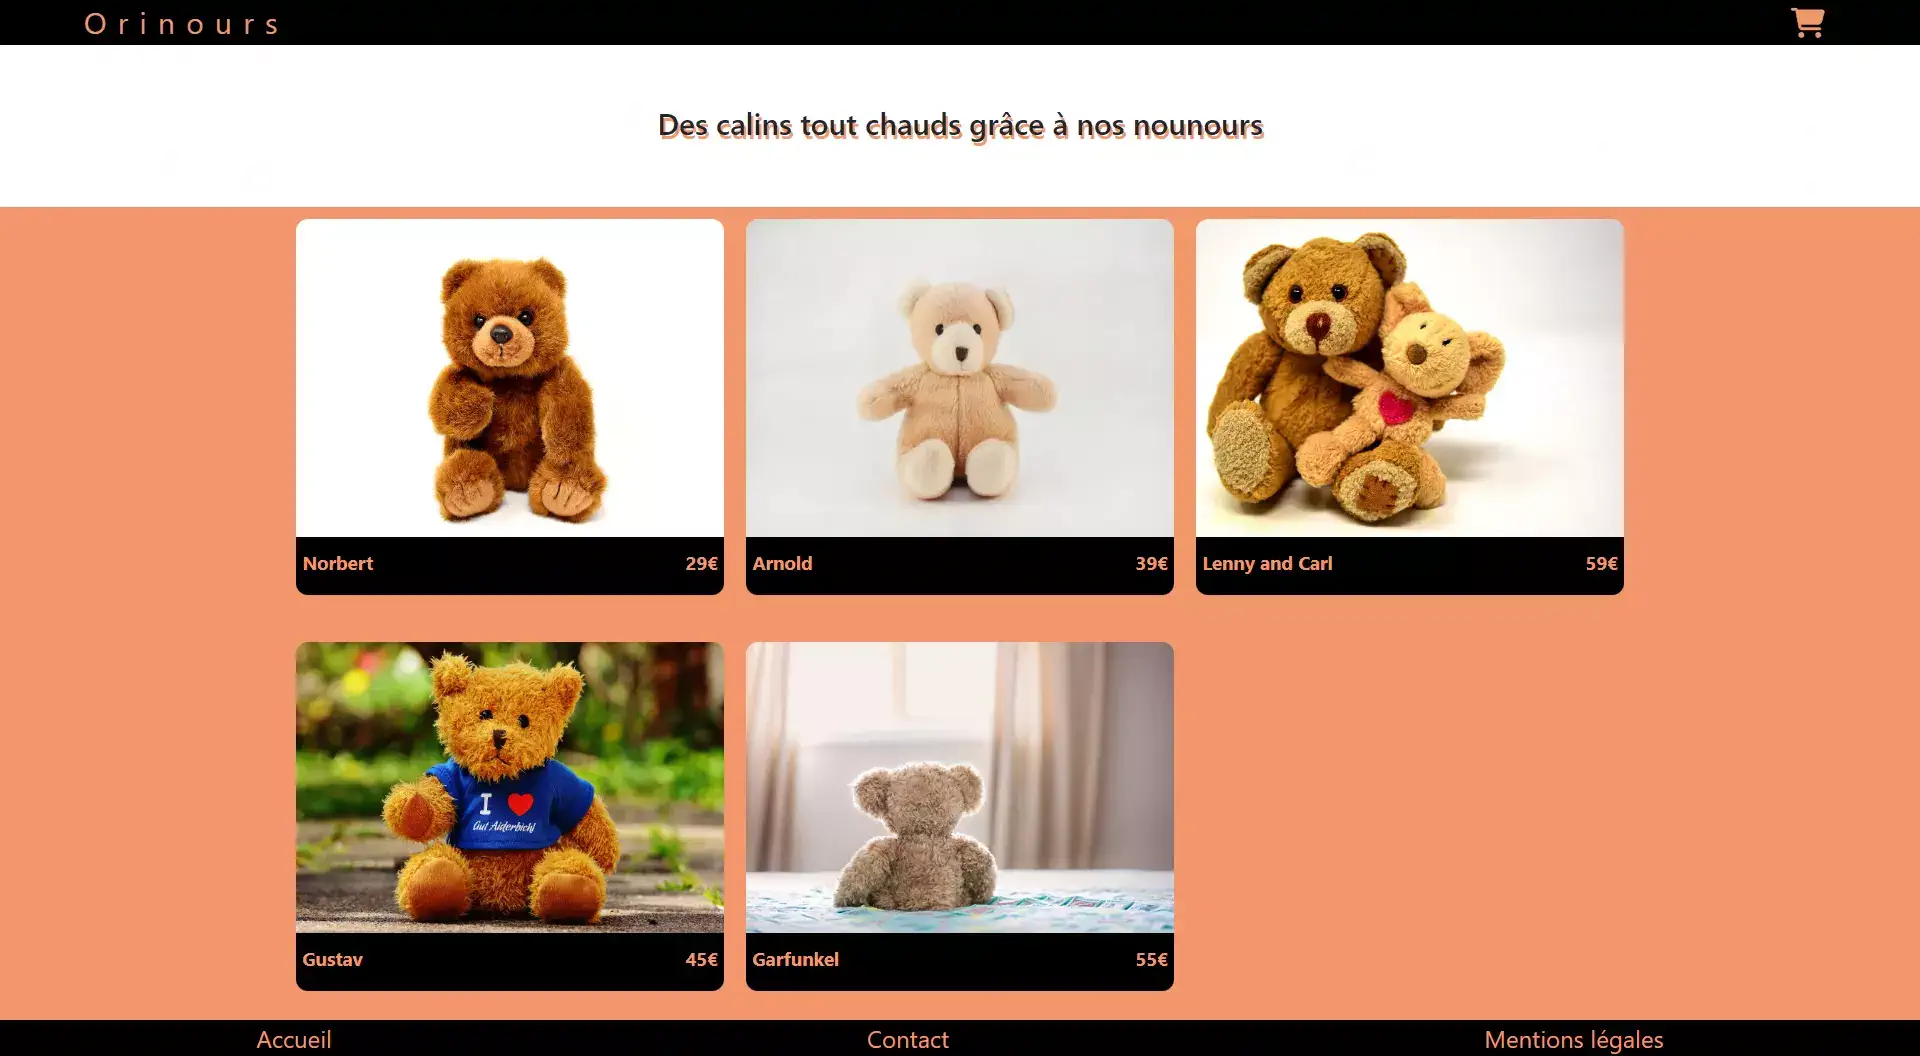 Orinours
Des calins tout chauds grâce à nos nounours
Norbert 29€
Arnold 39€
Lenny and Carl 59€
I
Gut Aiderbichl
Gustav 45€
Garfunkel 55€
Accueil Contact Mentions légales